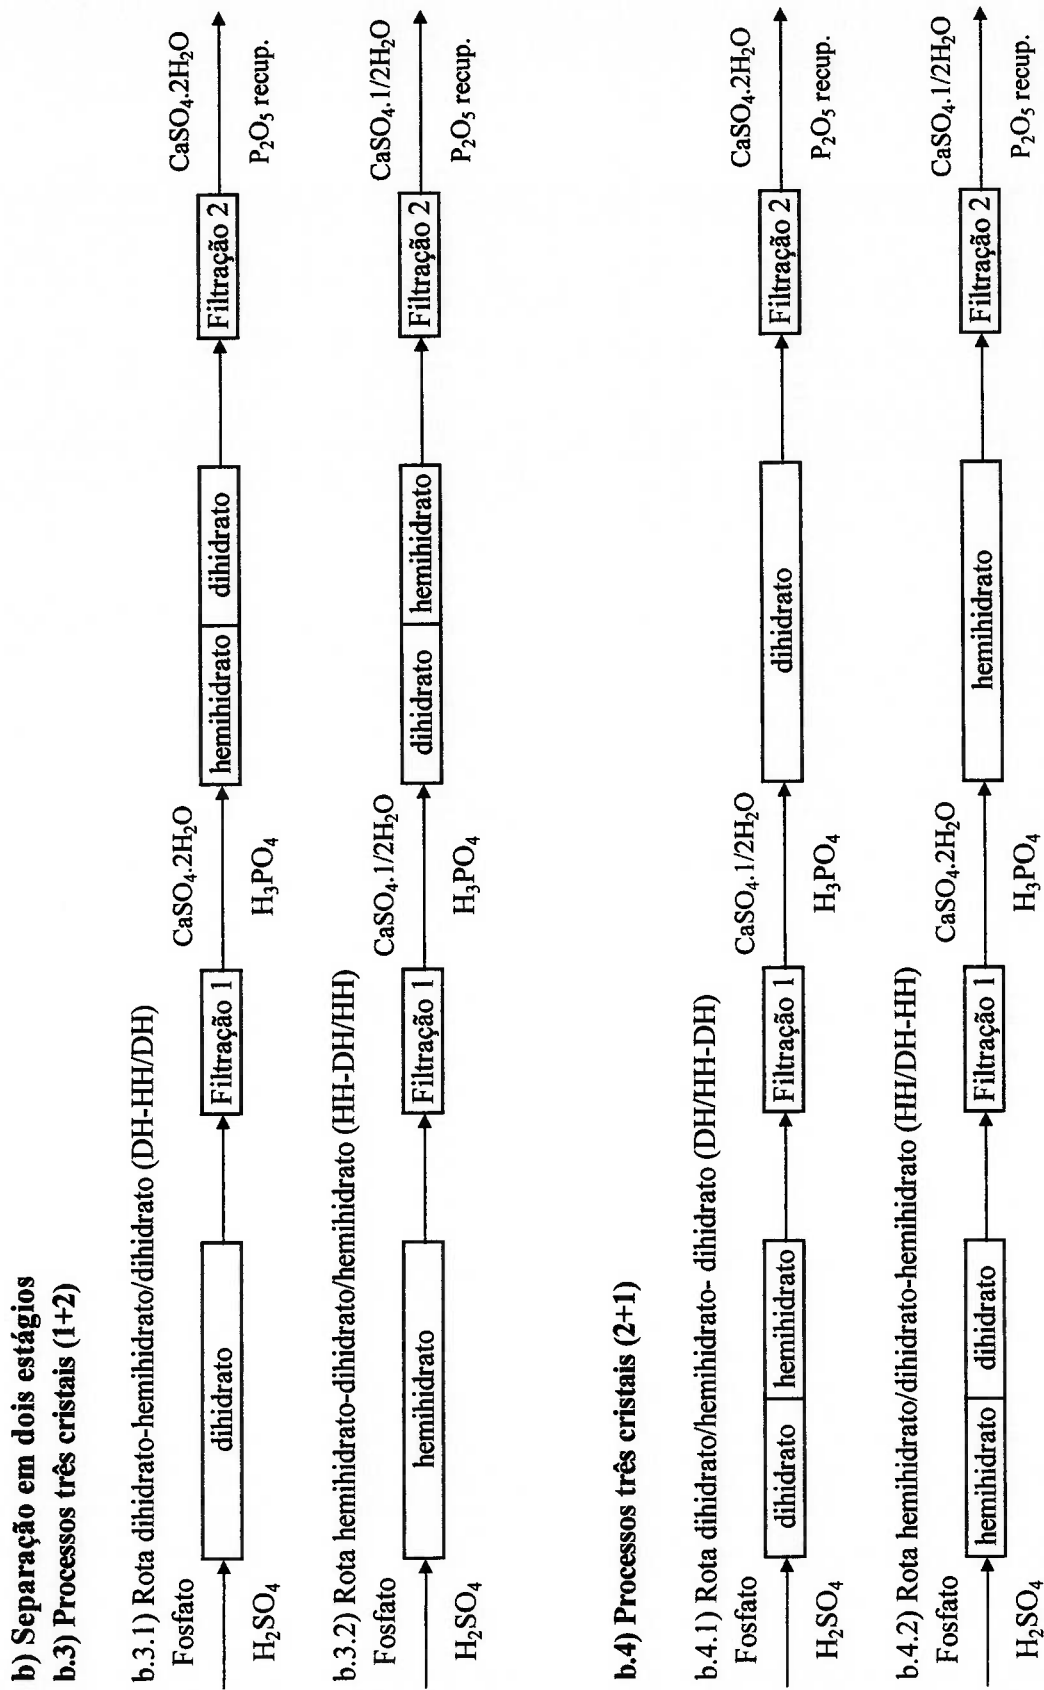 b) Separação em dois estágios
b.3) Processos três cristais (1+2)
b.3.1) Rota dihidrato-hemihidrato/dihidrato (DH-HH/DH)
Fosfato
H₂SO₄
dihidrato
Filtração 1
CaSO₄.2H₂O
H₃PO₄
hemihidrato
dihidrato
Filtração 2
CaSO₄.2H₂O
P₂O₅ recup.
b.3.2) Rota hemihidrato-dihidrato/hemihidrato (HH-DH/HH)
Fosfato
H₂SO₄
hemihidrato
Filtração 1
CaSO₄.1/2H₂O
H₃PO₄
dihidrato
hemihidrato
Filtração 2
CaSO₄.1/2H₂O
P₂O₅ recup.
b.4) Processos três cristais (2+1)
b.4.1) Rota dihidrato/hemihidrato- dihidrato (DH/HH-DH)
Fosfato
H₂SO₄
dihidrato
hemihidrato
Filtração 1
CaSO₄.1/2H₂O
H₃PO₄
dihidrato
Filtração 2
CaSO₄.2H₂O
P₂O₅ recup.
b.4.2) Rota hemihidrato/dihidrato-hemihidrato (HH/DH-HH)
Fosfato
H₂SO₄
hemihidrato
dihidrato
Filtração 1
CaSO₄.2H₂O
H₃PO₄
hemihidrato
Filtração 2
CaSO₄.1/2H₂O
P₂O₅ recup.